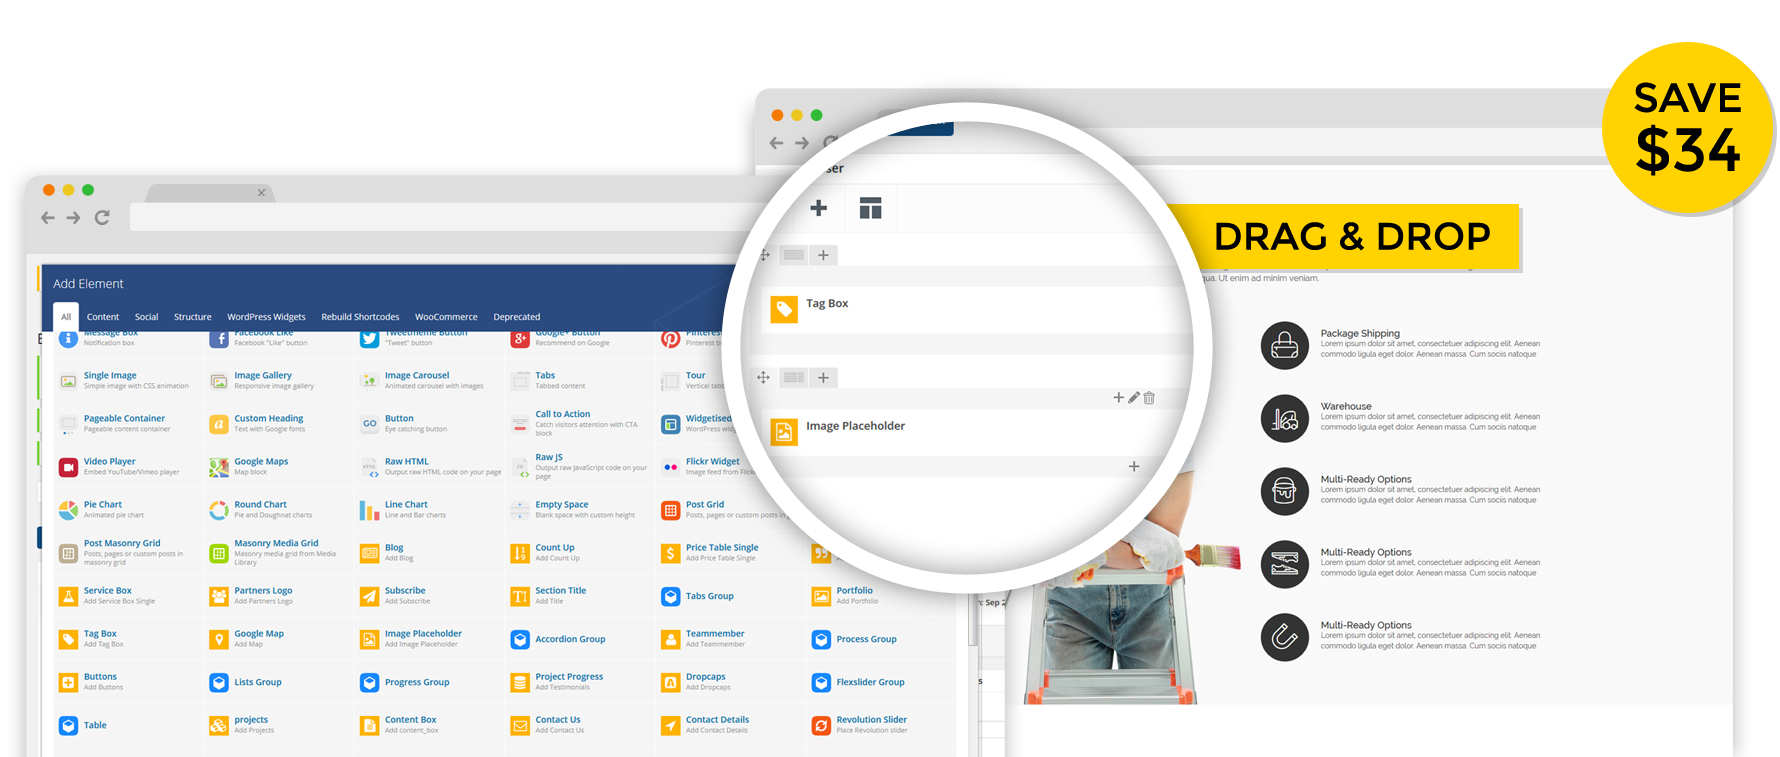 SAVE
$34
DRAG & DROP
Add Element
All Content Social Structure WordPress Widgets Rebuild Shortcodes WooCommerce Deprecated
Message Box
Notification box
Facebook Like
Facebook "Like" button
Tweetmeme Button
"Tweet" button
Google+ Button
Recommend on Google
Pinterest
Pinterest
Single Image
Simple image with CSS animation
Image Gallery
Responsive image gallery
Image Carousel
Animated carousel with images
Tabs
Tabbed content
Tour
Vertical
Pageable Container
Pageable content container
Custom Heading
Text with Google fonts
Button
Eye catching button
Call to Action
Catch visitors attention with CTA
block
Widgetised
WordPress
Video Player
Embed YouTube/Vimeo player
Google Maps
Map block
Raw HTML
Output raw HTML code on your page
Raw JS
Output raw JavaScript code on your
page
Flickr Widget
Image feed from
Pie Chart
Animated pie chart
Round Chart
Pie and Doughnat charts
Line Chart
Line and Bar charts
Empty Space
Blank space with custom height
Post Grid
Posts, pages or custom posts in
Post Masonry Grid
Posts, pages or custom posts in
masonry grid
Masonry Media Grid
Masonry media grid from Media
Library
Blog
Add Blog
Count Up
Add Count Up
Price Table Single
Add Price Table Single
Service Box
Add Service Box Single
Partners Logo
Add Partners Logo
Subscribe
Add Subscribe
Section Title
Add Title
Tabs Group
Portfolio
Add Portfolio
Tag Box
Add Tag Box
Google Map
Add Map
Image Placeholder
Add Image Placeholder
Accordion Group
Teammember
Add Teammember
Process Group
Buttons
Add Buttons
Lists Group
Progress Group
Project Progress
Add Testimonials
Dropcaps
Add Dropcaps
Flexslider Group
Table
projects
Add Projects
Content Box
Add content_box
Contact Us
Add Contact Us
Contact Details
Add Contact Details
Revolution Slider
Place Revolution slider
GO
ser
Tag Box
Image Placeholder
Sep
qua. Ut enim ad minim veniam.
Package Shipping
Lorem ipsum dolor sit amet, consectetuer adipiscing elit. Aenean
commodo ligula eget dolor. Aenean massa. Cum sociis natoque
Warehouse
Lorem ipsum dolor sit amet, consectetuer adipiscing elit. Aenean
commodo ligula eget dolor. Aenean massa. Cum sociis natoque
Multi-Ready Options
Lorem ipsum dolor sit amet, consectetuer adipiscing elit. Aenean
commodo ligula eget dolor. Aenean massa. Cum sociis natoque
Multi-Ready Options
Lorem ipsum dolor sit amet, consectetuer adipiscing elit. Aenean
commodo ligula eget dolor. Aenean massa. Cum sociis natoque
Multi-Ready Options
Lorem ipsum dolor sit amet, consectetuer adipiscing elit. Aenean
commodo ligula eget dolor. Aenean massa. Cum sociis natoque